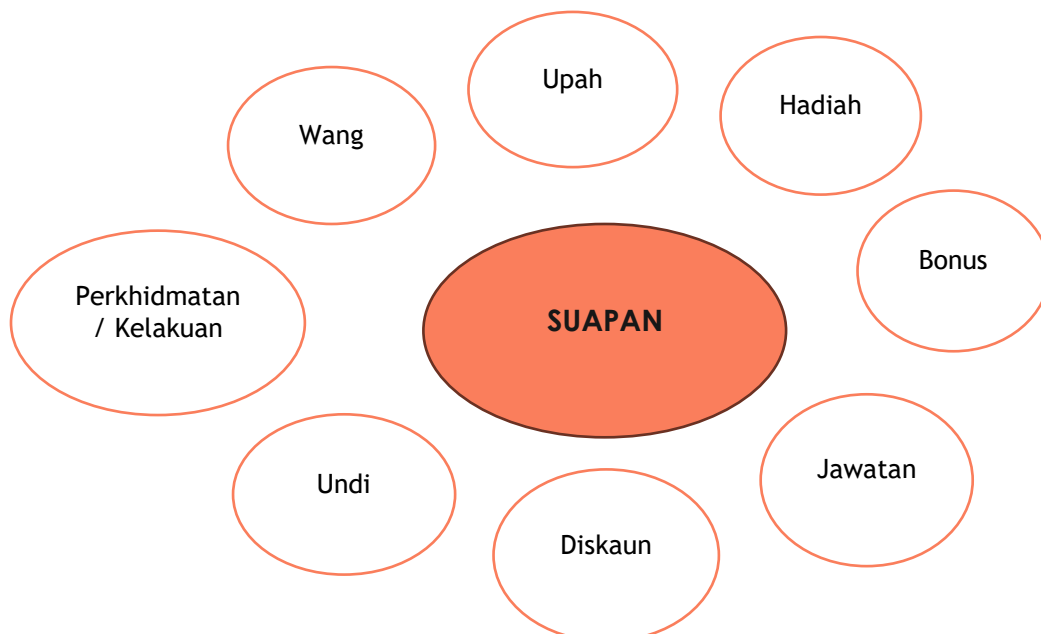 Upah
Hadiah
Wang
Bonus
Perkhidmatan
/ Kelakuan
SUAPAN
Jawatan
Undi
Diskaun